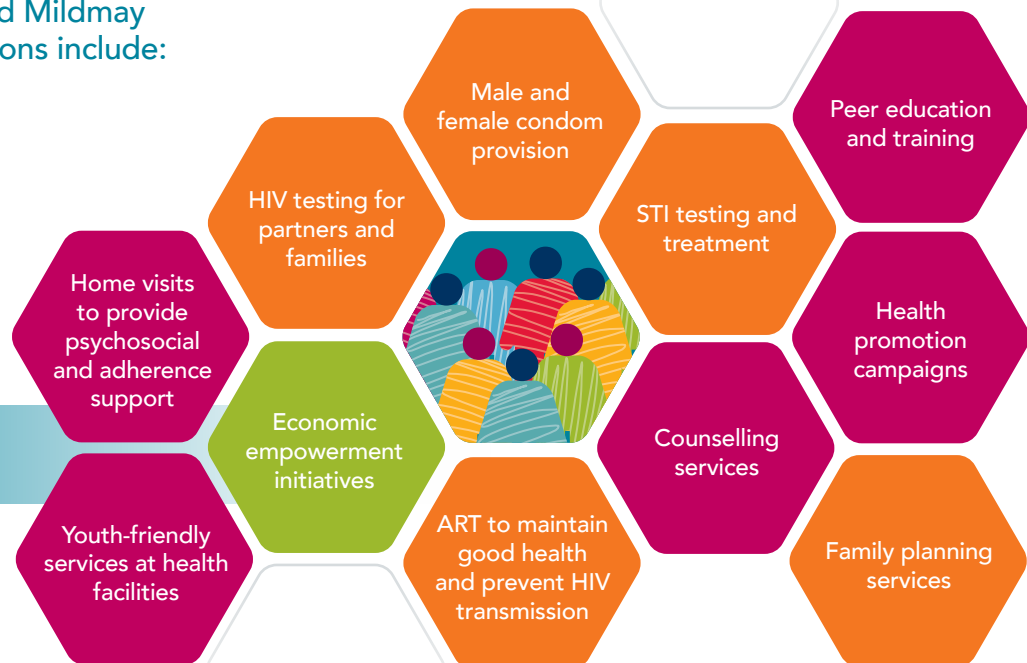 d Mildmay
ons include:
Male and
female condom
provision
Peer education
and training
HIV testing for
partners and
families
STI testing and
treatment
Home visits
to provide
psychosocial
and adherence
support
Health
promotion
campaigns
Economic
empowerment
initiatives
Counselling
services
Youth-friendly
services at health
facilities
ART to maintain
good health
and prevent HIV
transmission
Family planning
services